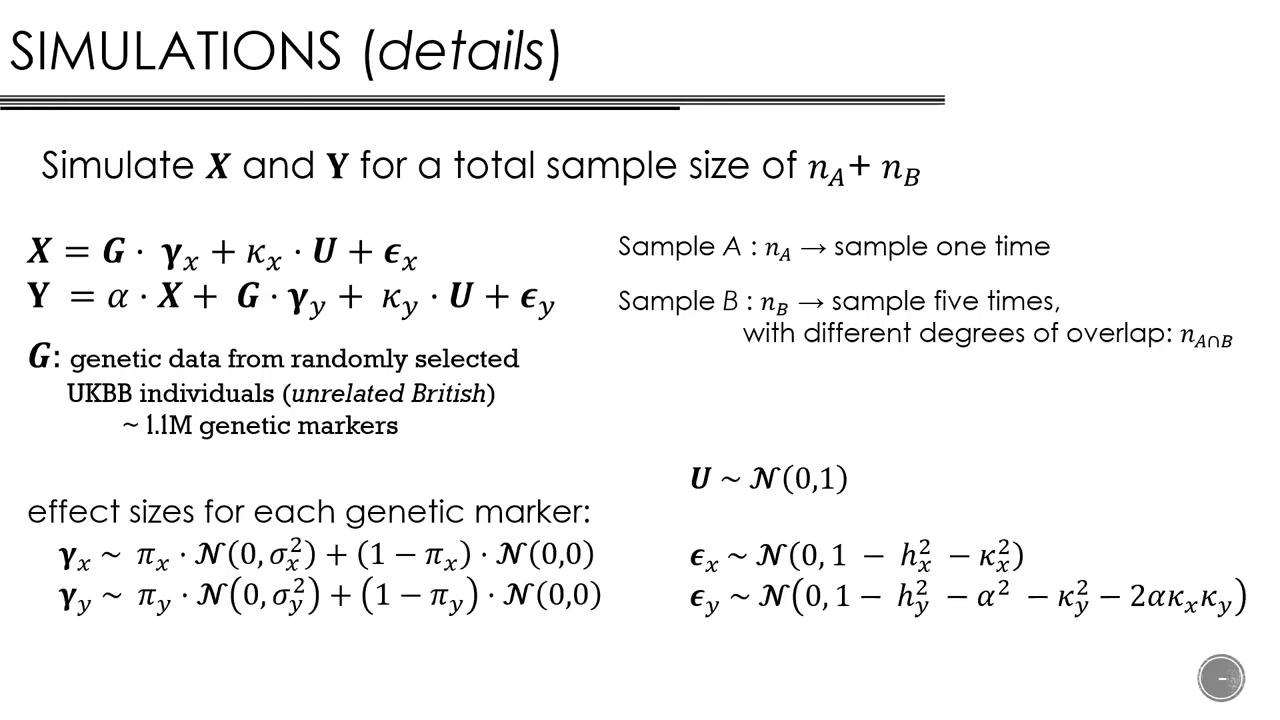 SIMULATIONS (details)
Simulate X and Y for a total sample size of n_A + n_B
X = G · γ_x + κ_x · U + ϵ_x
Y = α · X + G · γ_y + κ_y · U + ϵ_y
G: genetic data from randomly selected
UKBB individuals (unrelated British)
~ 1.1M genetic markers
Sample A : n_A → sample one time
Sample B : n_B → sample five times,
with different degrees of overlap: n_{A∩B}
effect sizes for each genetic marker:
γ_x ~ π_x · 𝒩(0, σ_x^2) + (1 − π_x) · 𝒩(0,0)
γ_y ~ π_y · 𝒩(0, σ_y^2) + (1 − π_y) · 𝒩(0,0)
U ~ 𝒩(0,1)
ϵ_x ~ 𝒩(0, 1 − h_x^2 − κ_x^2)
ϵ_y ~ 𝒩(0, 1 − h_y^2 − α^2 − κ_y^2 − 2ακ_xκ_y)